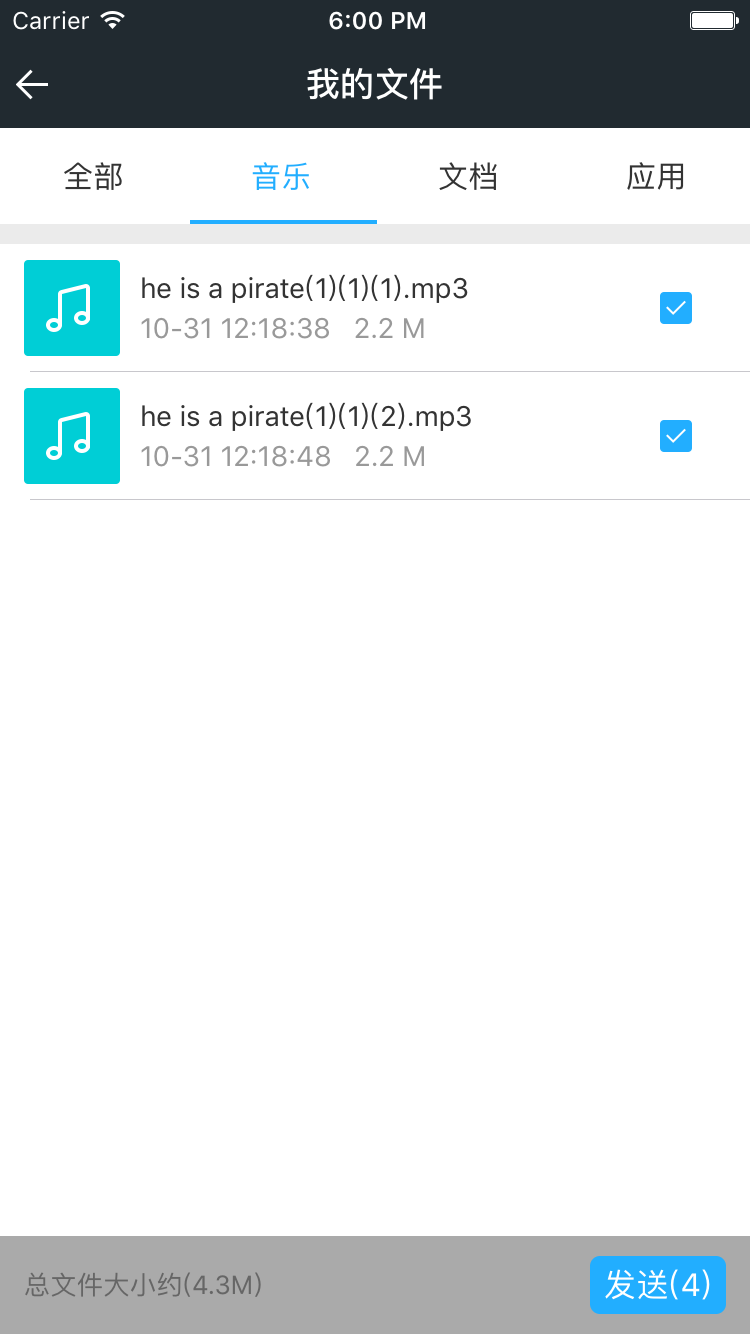 Carrier 6:00 PM
我的文件
全部 音乐 文档 应用
he is a pirate(1)(1)(1).mp3
10-31 12:18:38 2.2 M
he is a pirate(1)(1)(2).mp3
10-31 12:18:48 2.2 M
总文件大小约(4.3M) 发送(4)